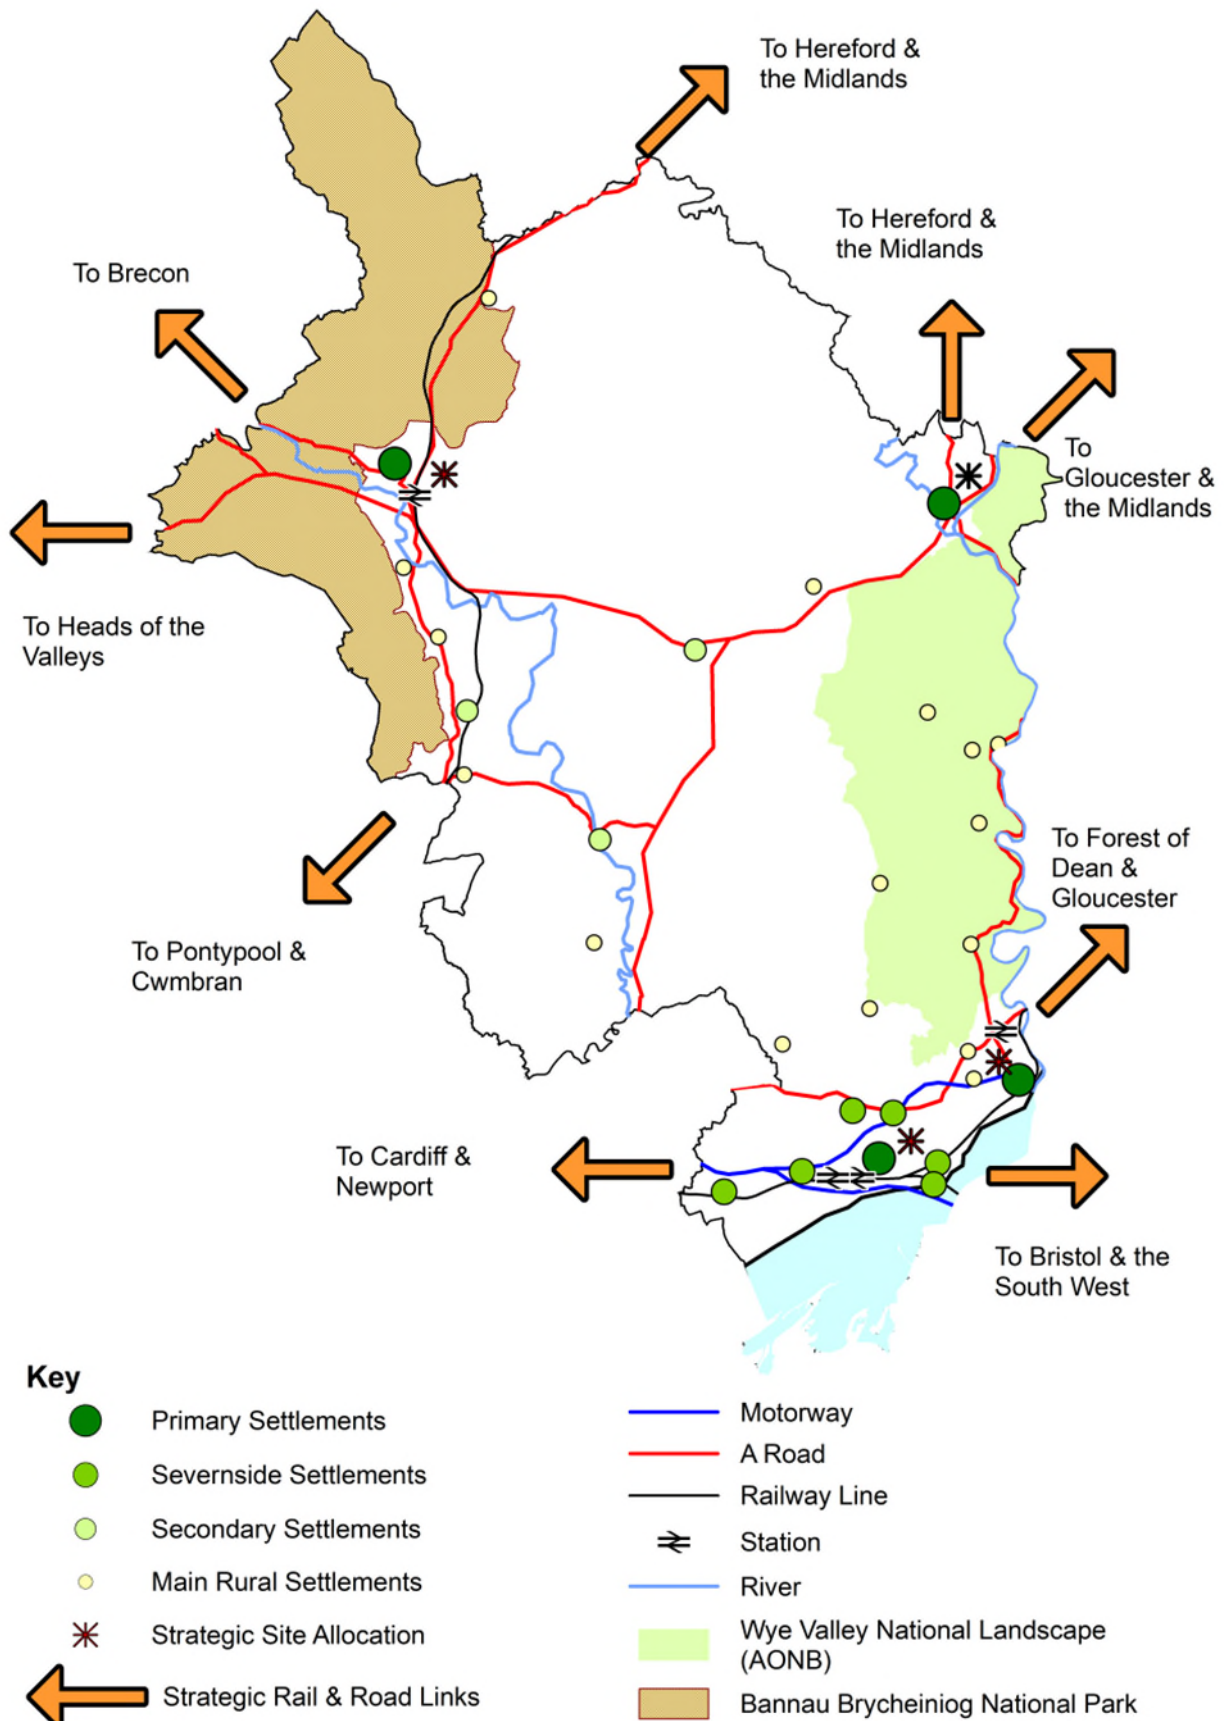 To Hereford &
the Midlands
To Hereford &
the Midlands
To Brecon
To
Gloucester &
the Midlands
To Heads of the
Valleys
To Forest of
Dean &
Gloucester
To Pontypool &
Cwmbran
To Cardiff &
Newport
To Bristol & the
South West
Key
Primary Settlements
Severnside Settlements
Secondary Settlements
Main Rural Settlements
Strategic Site Allocation
Strategic Rail & Road Links
Motorway
A Road
Railway Line
Station
River
Wye Valley National Landscape
(AONB)
Bannau Brycheiniog National Park